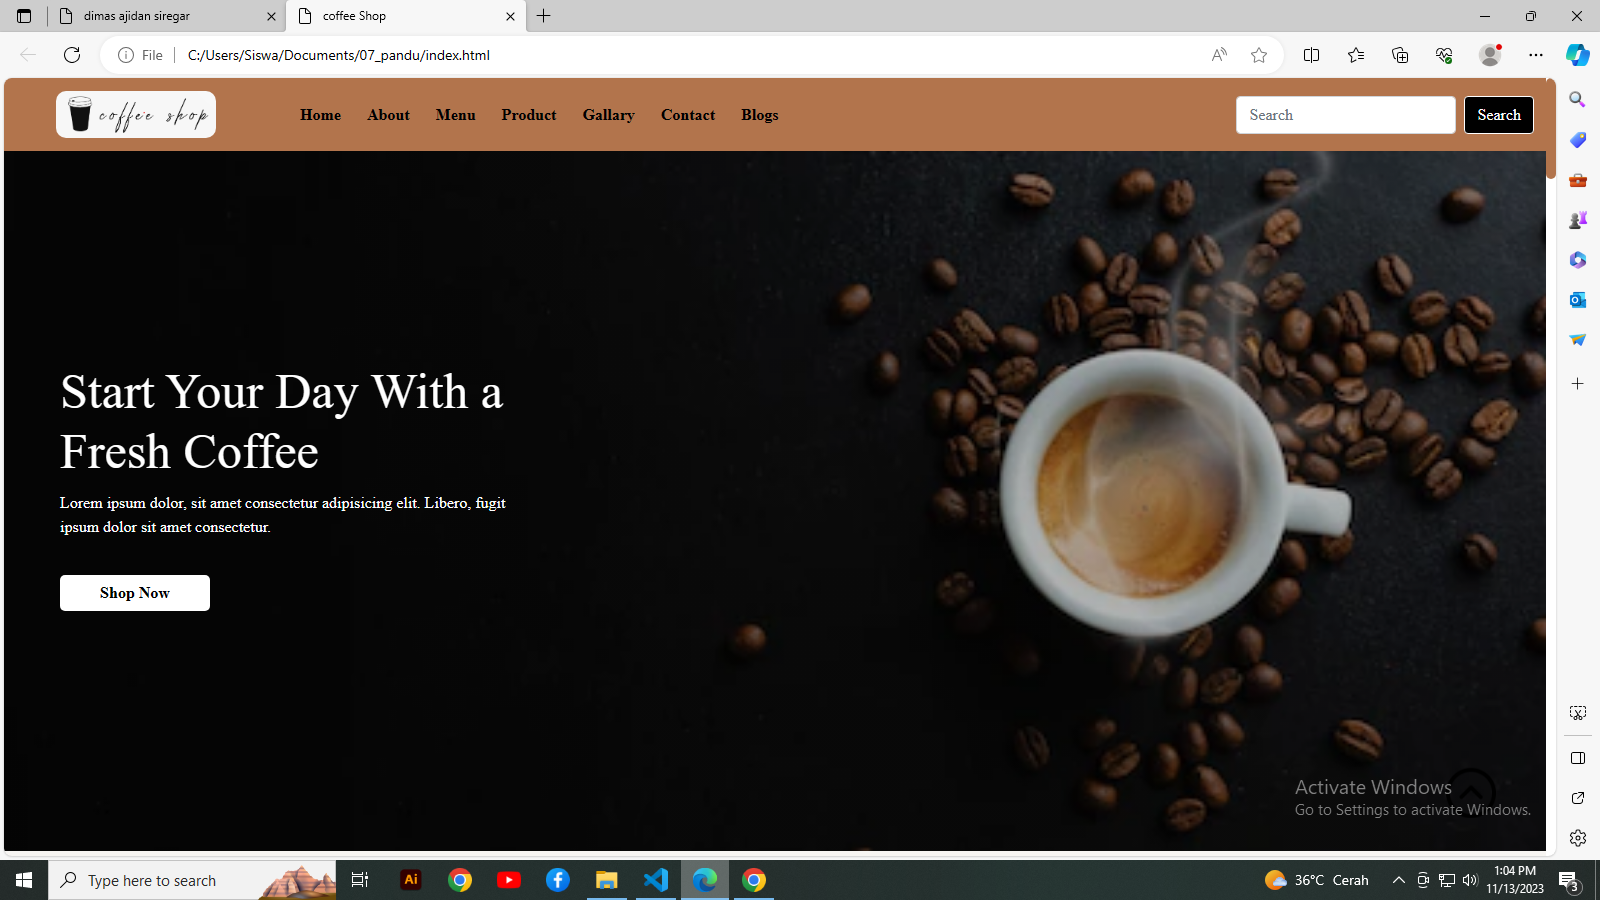 dimas ajidan siregar
coffee Shop
File
C:/Users/Siswa/Documents/07_pandu/index.html
coffee shop
Home
About
Menu
Product
Gallary
Contact
Blogs
Search
Search
Start Your Day With a
Fresh Coffee
Lorem ipsum dolor, sit amet consectetur adipisicing elit. Libero, fugit
ipsum dolor sit amet consectetur.
Shop Now
Activate Windows
Go to Settings to activate Windows.
Type here to search
Ai
36°C Cerah
1:04 PM
11/13/2023
3